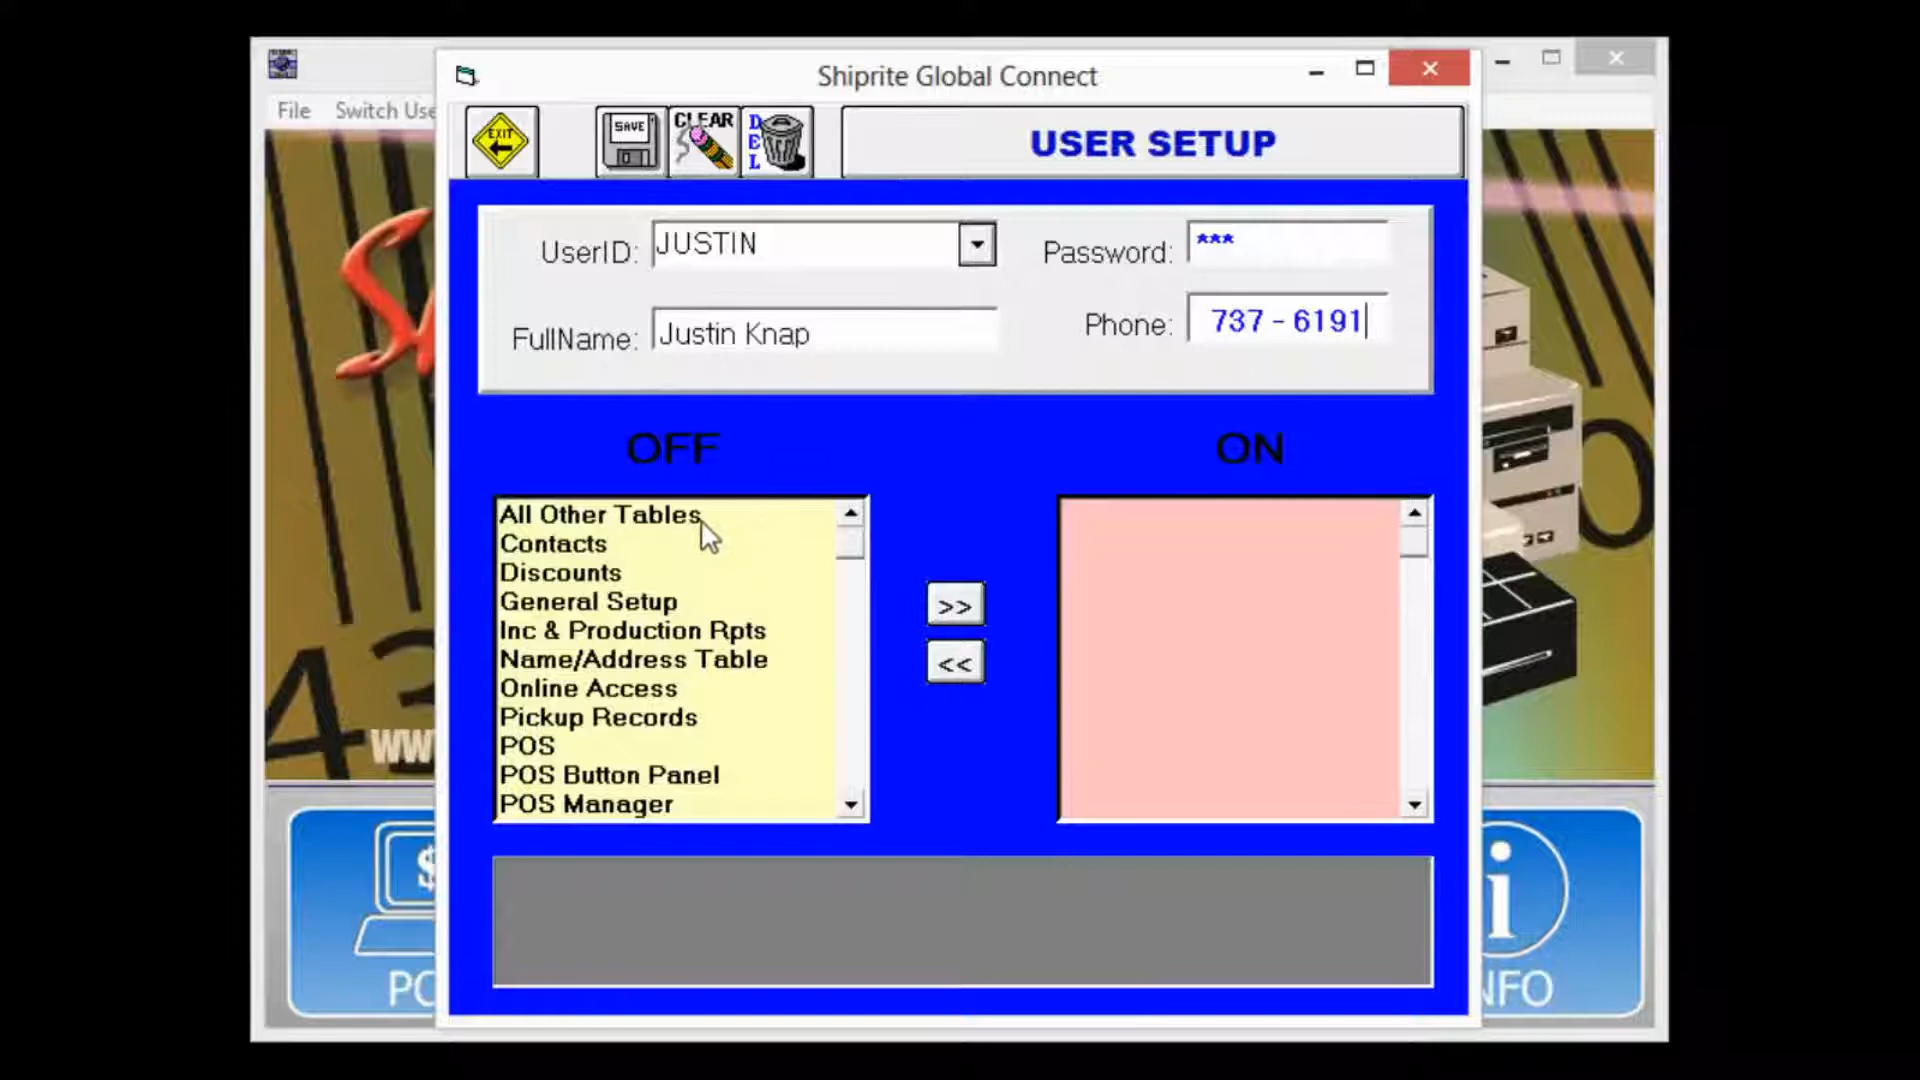 Shiprite Global Connect
File Switch Use
EXIT
SAVE
CLEAR
DEL
USER SETUP
UserID: JUSTIN
Password: ***
FullName: Justin Knap
Phone: 737 - 6191
OFF
ON
All Other Tables
Contacts
Discounts
General Setup
Inc & Production Rpts
Name/Address Table
Online Access
Pickup Records
POS
POS Button Panel
POS Manager
>>
<<